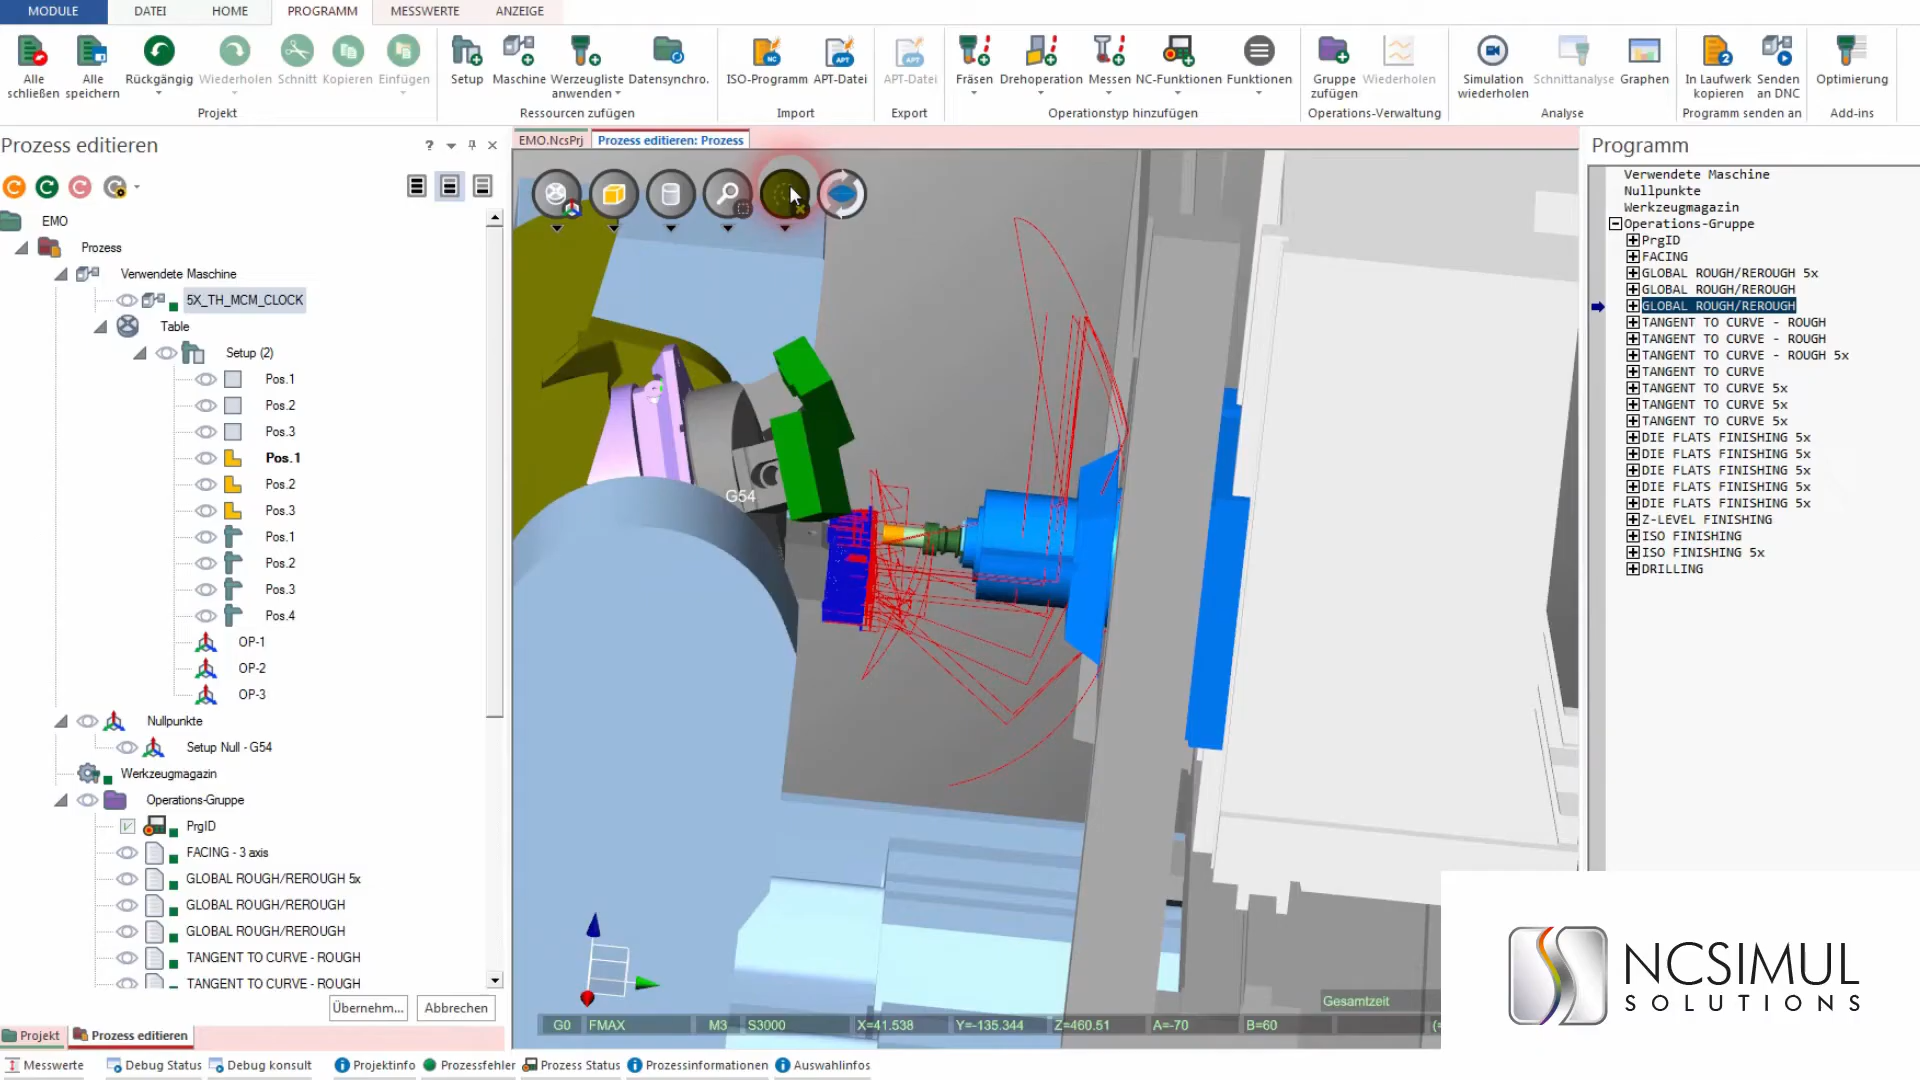 MODULE
DATEI
HOME
PROGRAMM
MESSWERTE
ANZEIGE
Alle schließen
Alle speichern
Rückgängig
Wiederholen
Schnitt
Kopieren
Einfügen
Projekt
Setup
Maschine
Werzeugliste anwenden
Datensynchro.
Ressourcen zufügen
ISO-Programm
APT-Datei
Import
APT-Datei
Export
Fräsen
Drehoperation
Messen
NC-Funktionen
Funktionen
Operationstyp hinzufügen
Gruppe zufügen
Wiederholen
Operations-Verwaltung
Simulation wiederholen
Schnittanalyse
Graphen
Analyse
In Laufwerk kopieren
Senden an DNC
Programm senden an
Optimierung
Add-ins
Prozess editieren
EMO
Prozess
Verwendete Maschine
5X_TH_MCM_CLOCK
Table
Setup (2)
Pos.1
Pos.2
Pos.3
Pos.1
Pos.2
Pos.3
Pos.1
Pos.2
Pos.3
Pos.4
OP-1
OP-2
OP-3
Nullpunkte
Setup Null - G54
Werkzeugmagazin
Operations-Gruppe
PrgID
FACING - 3 axis
GLOBAL ROUGH/REROUGH 5x
GLOBAL ROUGH/REROUGH
GLOBAL ROUGH/REROUGH
TANGENT TO CURVE - ROUGH
TANGENT TO CURVE - ROUGH
Übernehm...
Abbrechen
Projekt
Prozess editieren
EMO.NcsPrj
Prozess editieren: Prozess
G54
Gesamtzeit
G0 FMAX M3 S3000 X=41.538 Y=-135.344 Z=460.51 A=-70 B=60
Programm
Verwendete Maschine
Nullpunkte
Werkzeugmagazin
Operations-Gruppe
PrgID
FACING
GLOBAL ROUGH/REROUGH 5x
GLOBAL ROUGH/REROUGH
GLOBAL ROUGH/REROUGH
TANGENT TO CURVE - ROUGH
TANGENT TO CURVE - ROUGH
TANGENT TO CURVE - ROUGH 5x
TANGENT TO CURVE
TANGENT TO CURVE 5x
TANGENT TO CURVE 5x
TANGENT TO CURVE 5x
DIE FLATS FINISHING 5x
DIE FLATS FINISHING 5x
DIE FLATS FINISHING 5x
DIE FLATS FINISHING 5x
DIE FLATS FINISHING 5x
Z-LEVEL FINISHING
ISO FINISHING
ISO FINISHING 5x
DRILLING
NCSIMUL
SOLUTIONS
Messwerte
Debug Status
Debug konsult
Projektinfo
Prozessfehler
Prozess Status
Prozessinformationen
Auswahlinfos